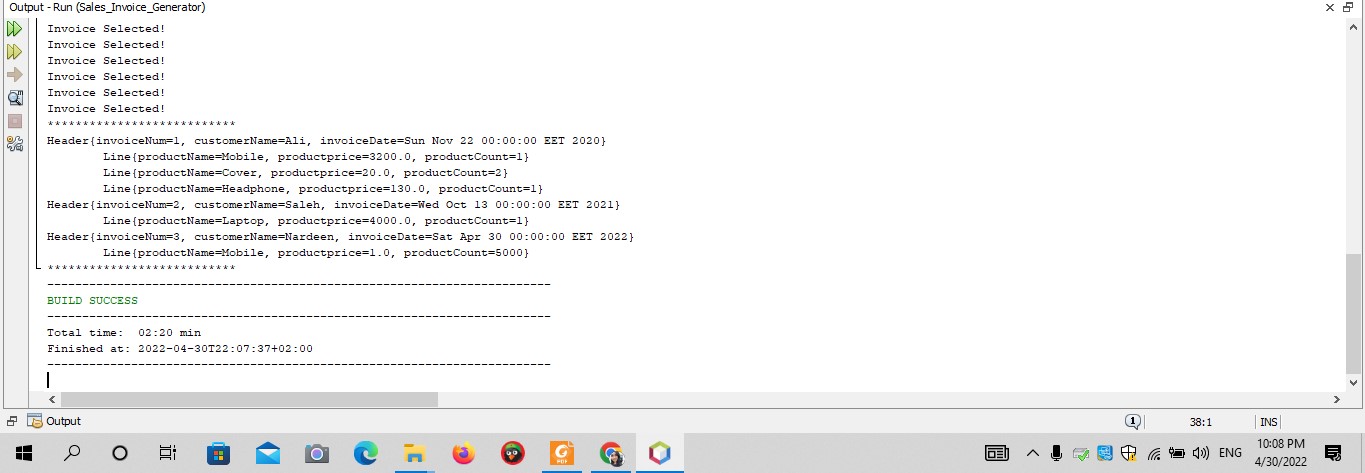 Output - Run (Sales_Invoice_Generator)
Invoice Selected!
Invoice Selected!
Invoice Selected!
Invoice Selected!
Invoice Selected!
Invoice Selected!
***************************
Header{invoiceNum=1, customerName=Ali, invoiceDate=Sun Nov 22 00:00:00 EET 2020}
Line{productName=Mobile, productprice=3200.0, productCount=1}
Line{productName=Cover, productprice=20.0, productCount=2}
Line{productName=Headphone, productprice=130.0, productCount=1}
Header{invoiceNum=2, customerName=Saleh, invoiceDate=Wed Oct 13 00:00:00 EET 2021}
Line{productName=Laptop, productprice=4000.0, productCount=1}
Header{invoiceNum=3, customerName=Nardeen, invoiceDate=Sat Apr 30 00:00:00 EET 2022}
Line{productName=Mobile, productprice=1.0, productCount=5000}
***************************
------------------------------------------------------------------------
BUILD SUCCESS
------------------------------------------------------------------------
Total time:  02:20 min
Finished at: 2022-04-30T22:07:37+02:00
------------------------------------------------------------------------
Output
1
38:1
INS
PDF
ENG
10:08 PM
4/30/2022